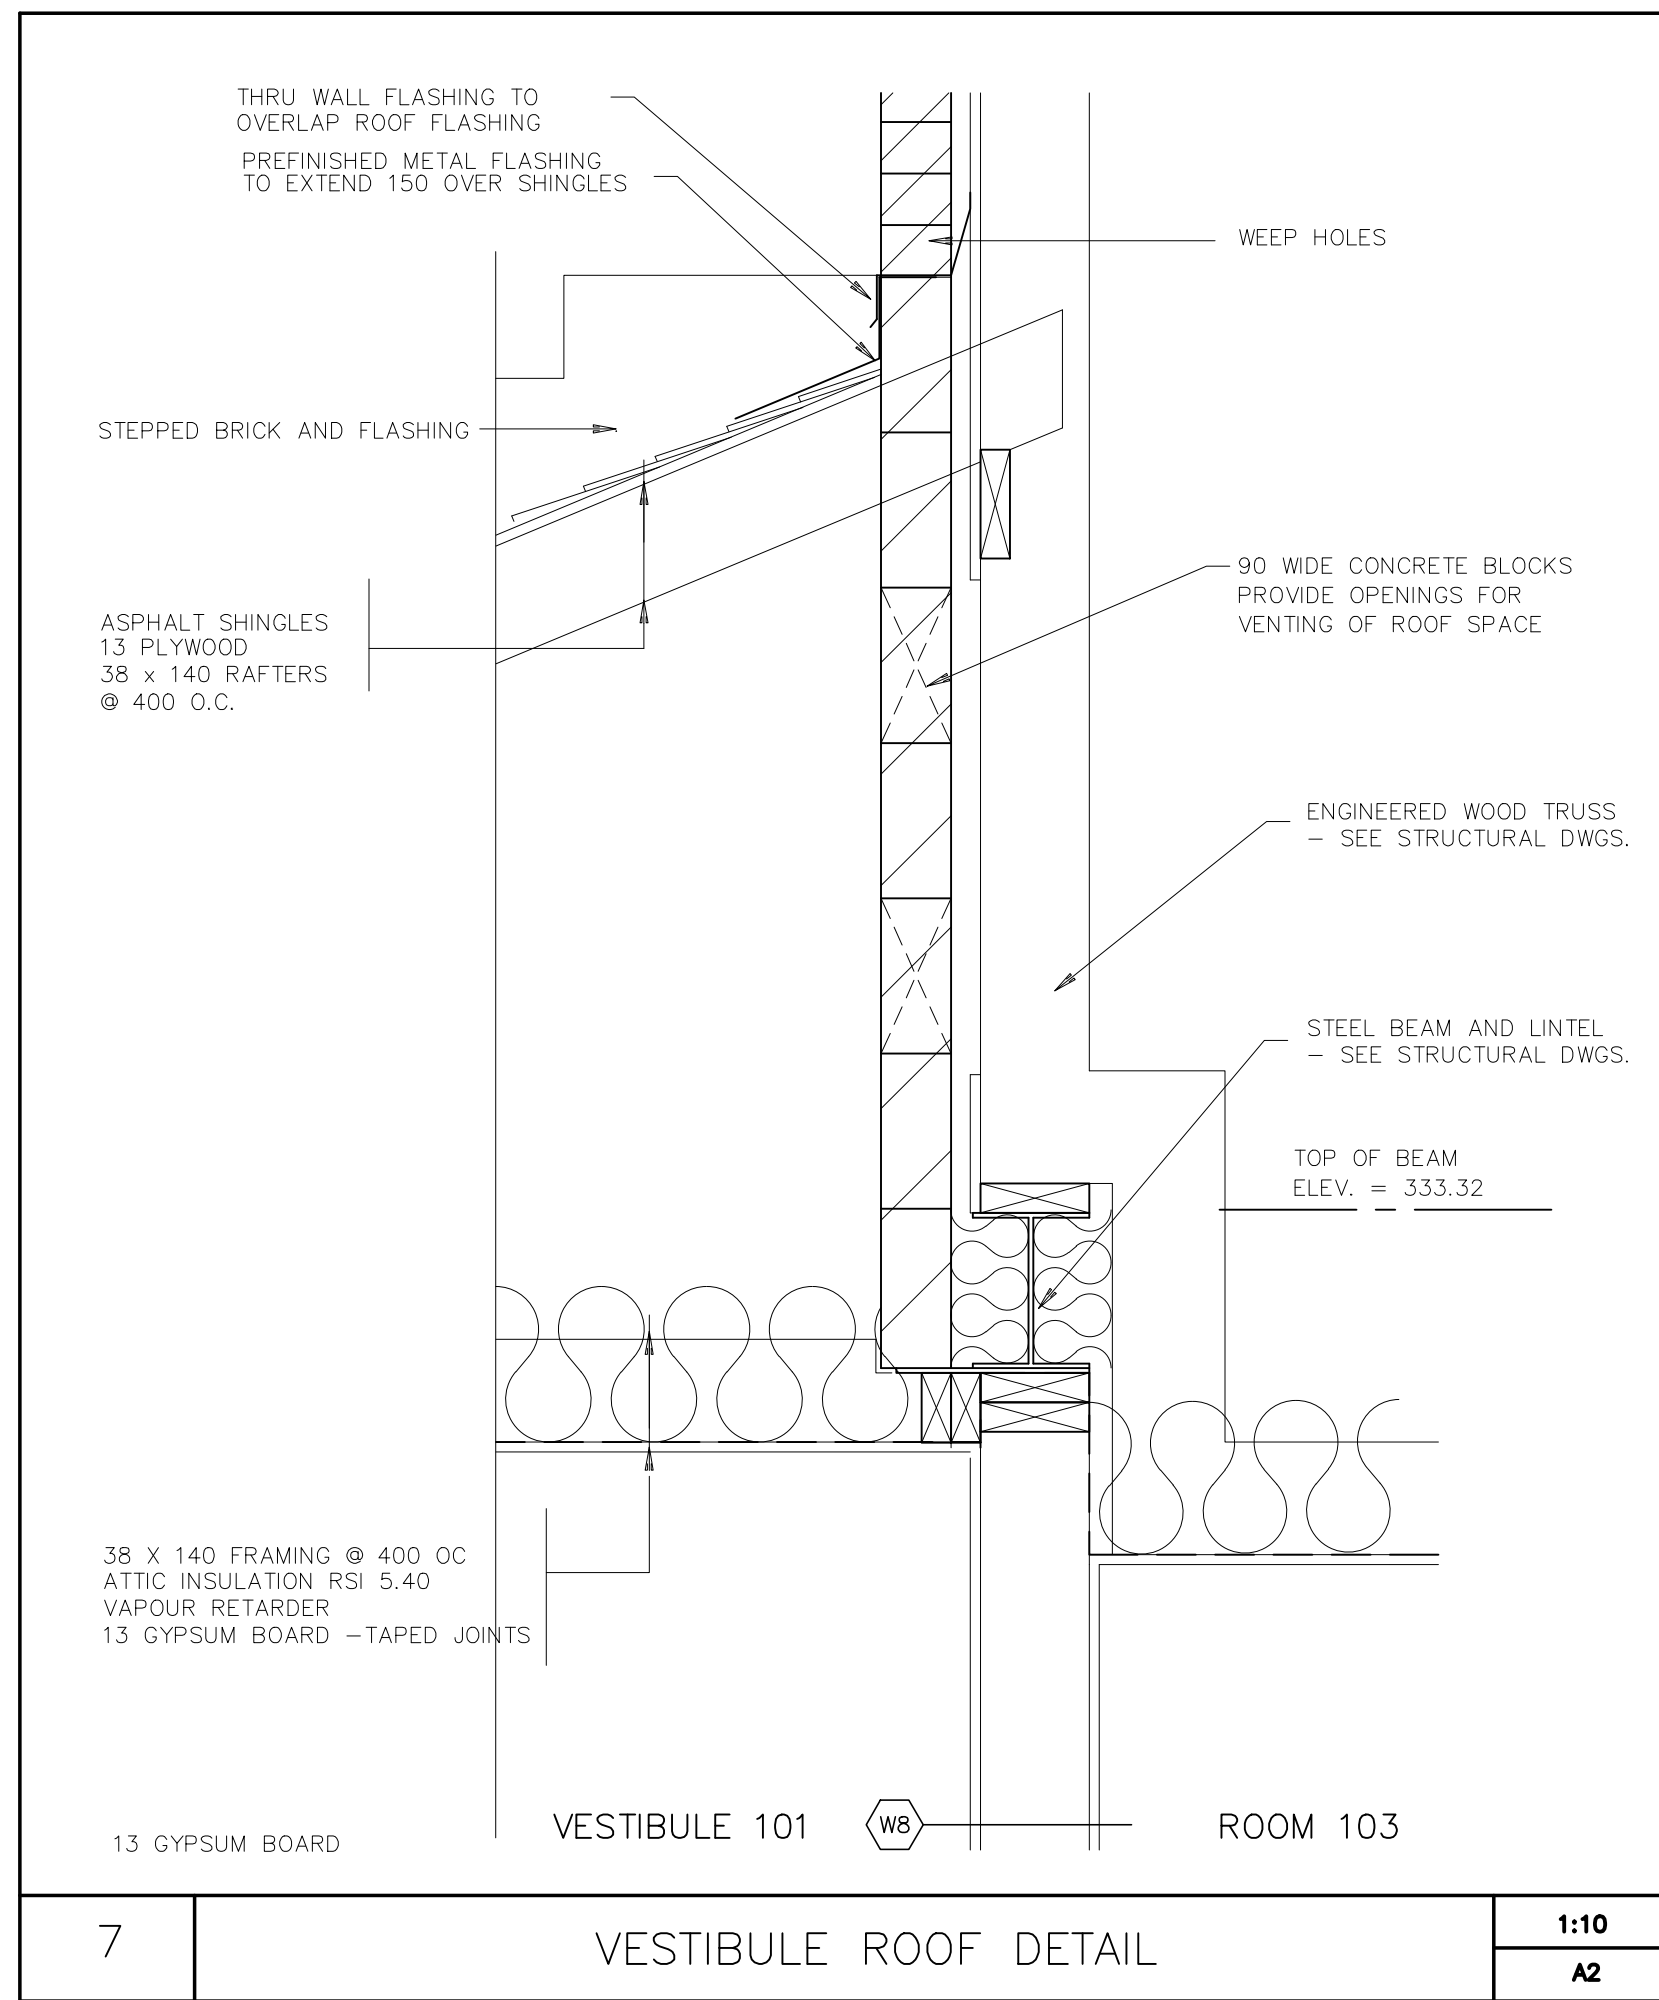 THRU WALL FLASHING TO
OVERLAP ROOF FLASHING
PREFINISHED METAL FLASHING
TO EXTEND 150 OVER SHINGLES
WEEP HOLES
STEPPED BRICK AND FLASHING
90 WIDE CONCRETE BLOCKS
PROVIDE OPENINGS FOR
VENTING OF ROOF SPACE
ASPHALT SHINGLES
13 PLYWOOD
38 x 140 RAFTERS
@ 400 O.C.
ENGINEERED WOOD TRUSS
– SEE STRUCTURAL DWGS.
STEEL BEAM AND LINTEL
– SEE STRUCTURAL DWGS.
TOP OF BEAM
ELEV. = 333.32
38 X 140 FRAMING @ 400 OC
ATTIC INSULATION RSI 5.40
VAPOUR RETARDER
13 GYPSUM BOARD –TAPED JOINTS
VESTIBULE 101
W8
ROOM 103
13 GYPSUM BOARD
7
VESTIBULE ROOF DETAIL
1:10
A2